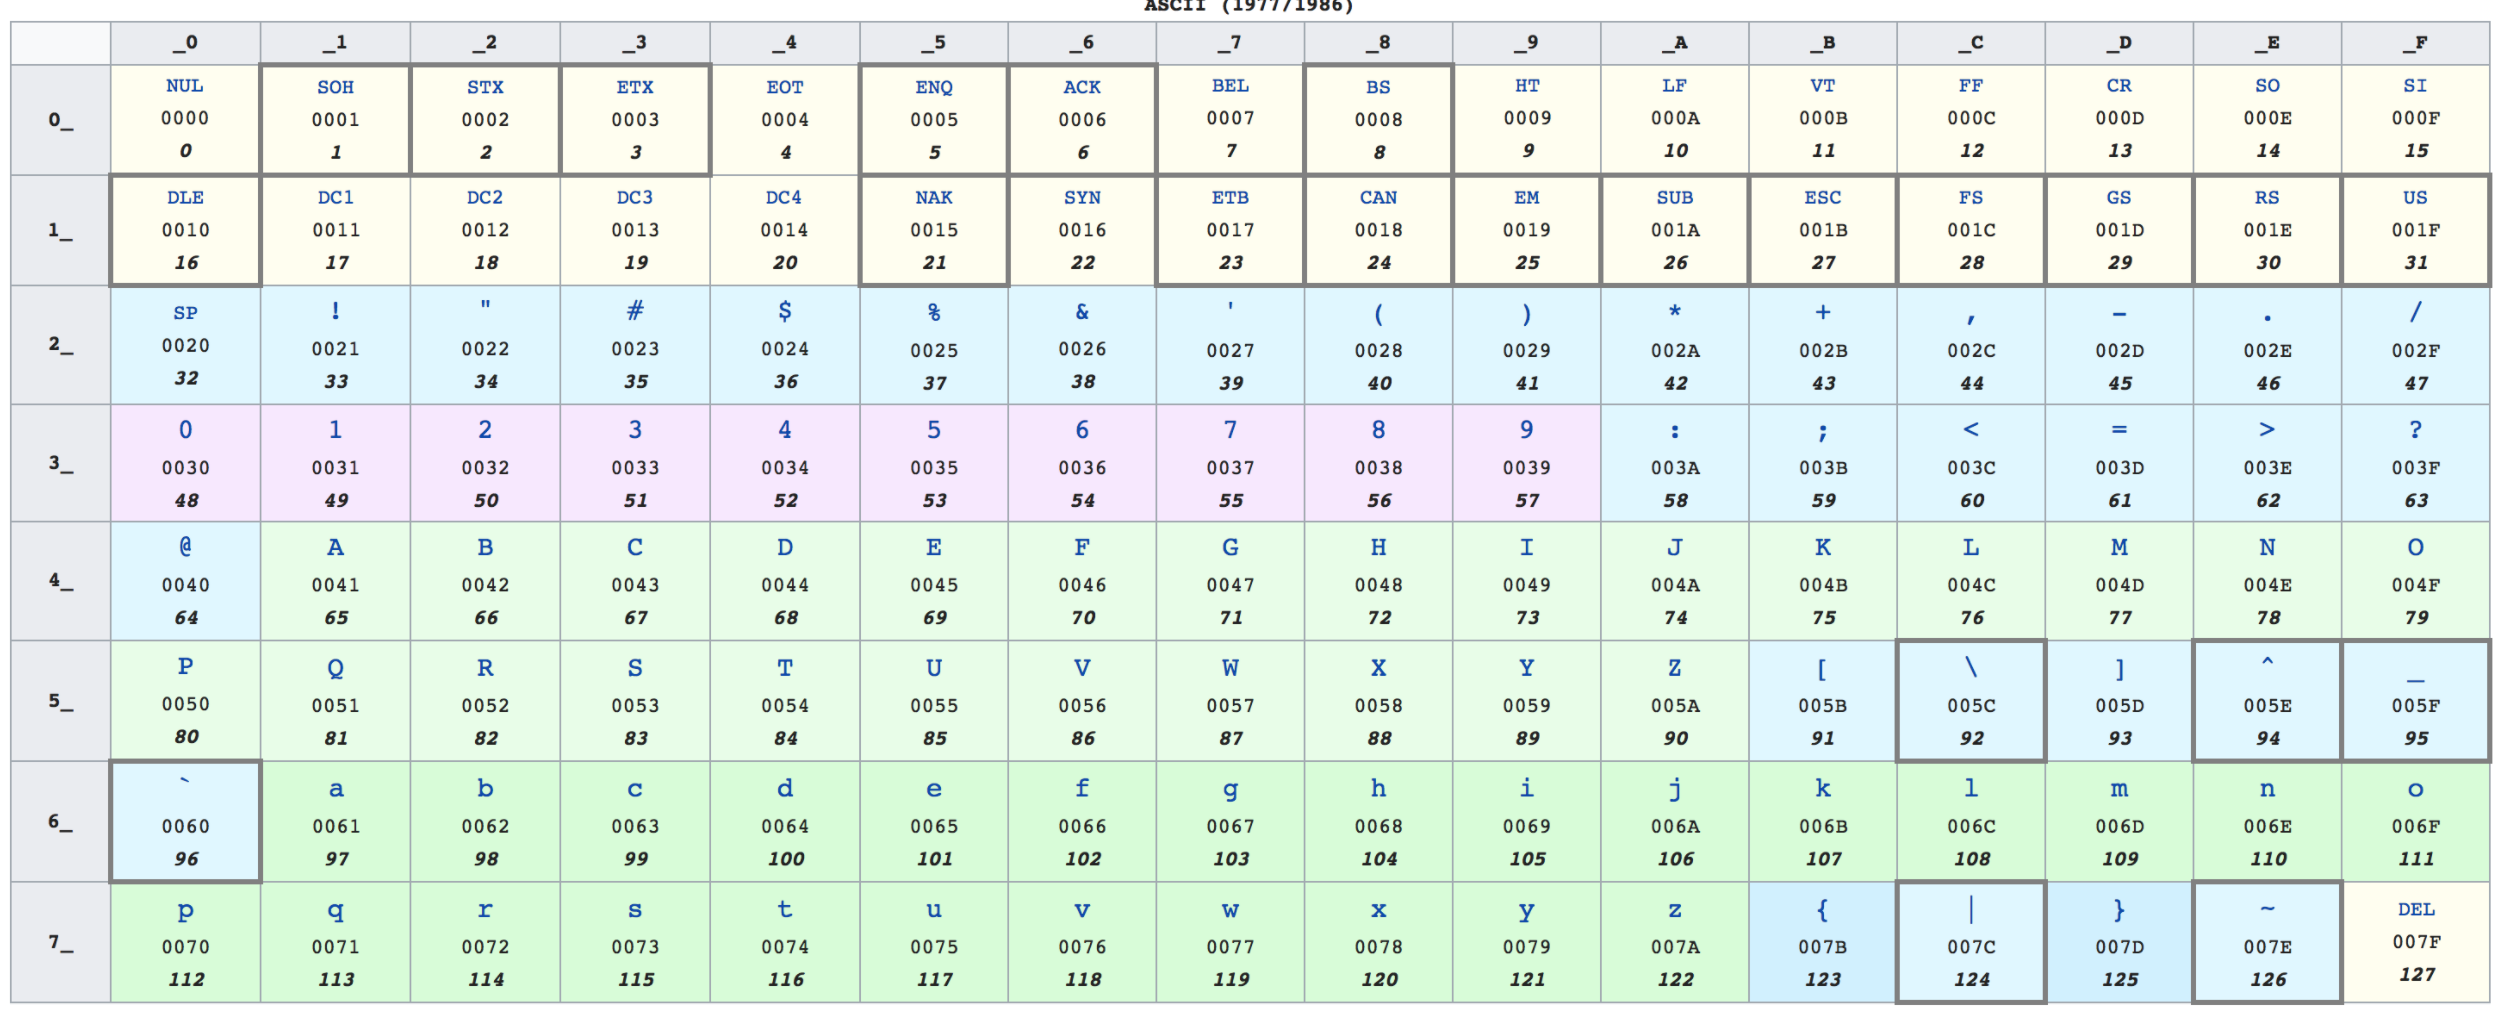 ASCII (1977/1986)
_0 _1 _2 _3 _4 _5 _6 _7 _8 _9 _A _B _C _D _E _F
NUL SOH STX ETX EOT ENQ ACK BEL BS HT LF VT FF CR SO SI
0_ 0000 0001 0002 0003 0004 0005 0006 0007 0008 0009 000A 000B 000C 000D 000E 000F
0 1 2 3 4 5 6 7 8 9 10 11 12 13 14 15
DLE DC1 DC2 DC3 DC4 NAK SYN ETB CAN EM SUB ESC FS GS RS US
1_ 0010 0011 0012 0013 0014 0015 0016 0017 0018 0019 001A 001B 001C 001D 001E 001F
16 17 18 19 20 21 22 23 24 25 26 27 28 29 30 31
SP ! " # $ % & ' ( ) * + , - . /
2_ 0020 0021 0022 0023 0024 0025 0026 0027 0028 0029 002A 002B 002C 002D 002E 002F
32 33 34 35 36 37 38 39 40 41 42 43 44 45 46 47
0 1 2 3 4 5 6 7 8 9 : ; < = > ?
3_ 0030 0031 0032 0033 0034 0035 0036 0037 0038 0039 003A 003B 003C 003D 003E 003F
48 49 50 51 52 53 54 55 56 57 58 59 60 61 62 63
@ A B C D E F G H I J K L M N O
4_ 0040 0041 0042 0043 0044 0045 0046 0047 0048 0049 004A 004B 004C 004D 004E 004F
64 65 66 67 68 69 70 71 72 73 74 75 76 77 78 79
P Q R S T U V W X Y Z [ \ ] ^ _
5_ 0050 0051 0052 0053 0054 0055 0056 0057 0058 0059 005A 005B 005C 005D 005E 005F
80 81 82 83 84 85 86 87 88 89 90 91 92 93 94 95
` a b c d e f g h i j k l m n o
6_ 0060 0061 0062 0063 0064 0065 0066 0067 0068 0069 006A 006B 006C 006D 006E 006F
96 97 98 99 100 101 102 103 104 105 106 107 108 109 110 111
p q r s t u v w x y z { | } ~ DEL
7_ 0070 0071 0072 0073 0074 0075 0076 0077 0078 0079 007A 007B 007C 007D 007E 007F
112 113 114 115 116 117 118 119 120 121 122 123 124 125 126 127